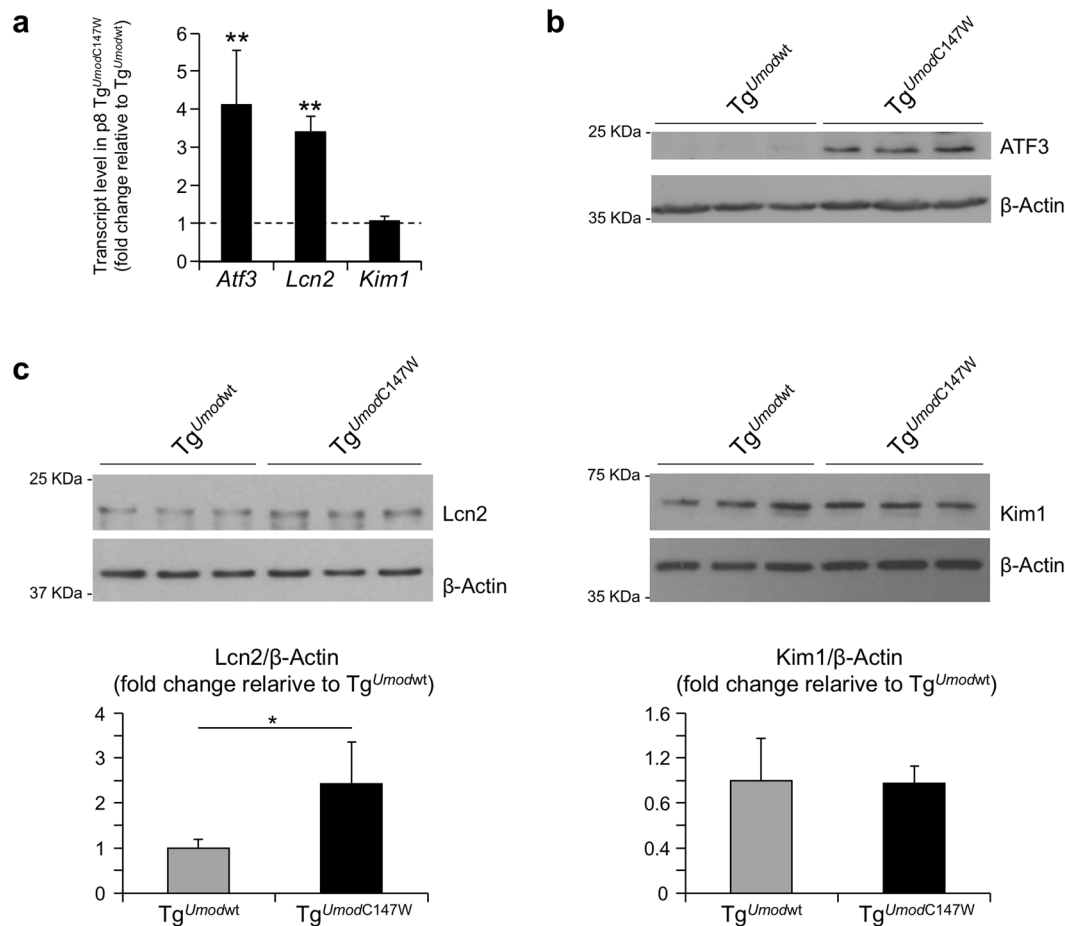 a
Transcript level in p8 TgUmodC147W
(fold change relative to TgUmodwt)
6
5
4
3
2
1
0
**
**
Atf3 Lcn2 Kim1
b
TgUmodwt TgUmodC147W
25 KDa -
ATF3
35 KDa -
β-Actin
c
TgUmodwt TgUmodC147W
25 KDa -
Lcn2
37 KDa -
β-Actin
Lcn2/β-Actin
(fold change relarive to TgUmodwt)
4
3
2
1
0
*
TgUmodwt TgUmodC147W
TgUmodwt TgUmodC147W
75 KDa -
Kim1
35 KDa -
β-Actin
Kim1/β-Actin
(fold change relarive to TgUmodwt)
1.6
1.2
0.6
0.4
0
TgUmodwt TgUmodC147W